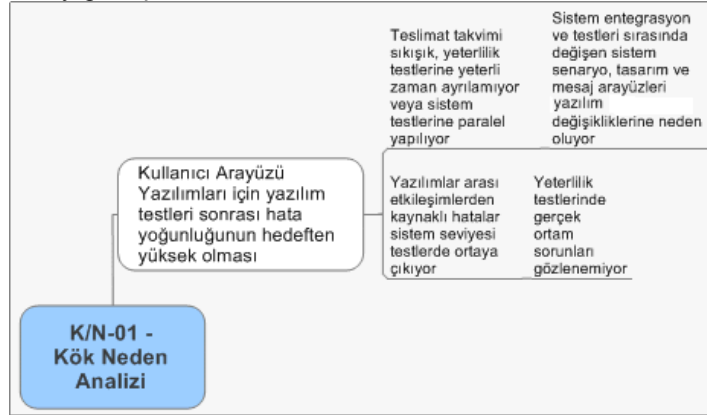 Teslimat takvimi
sıkışık, yeterlilik
testlerine yeterli
zaman ayrılamıyor
veya sistem
testlerine paralel
yapılıyor
Sistem entegrasyon
ve testleri sırasında
değişen sistem
senaryo, tasarım ve
mesaj arayüzleri
yazılım
değişikliklerine neden
oluyor
Kullanıcı Arayüzü
Yazılımları için yazılım
testleri sonrası hata
yoğunluğunun hedeften
yüksek olması
Yazılımlar arası
etkileşimlerden
kaynaklı hatalar
sistem seviyesi
testlerde ortaya
çıkıyor
Yeterlilik
testlerinde
gerçek
ortam
sorunları
gözlenemiyor
K/N-01 -
Kök Neden
Analizi